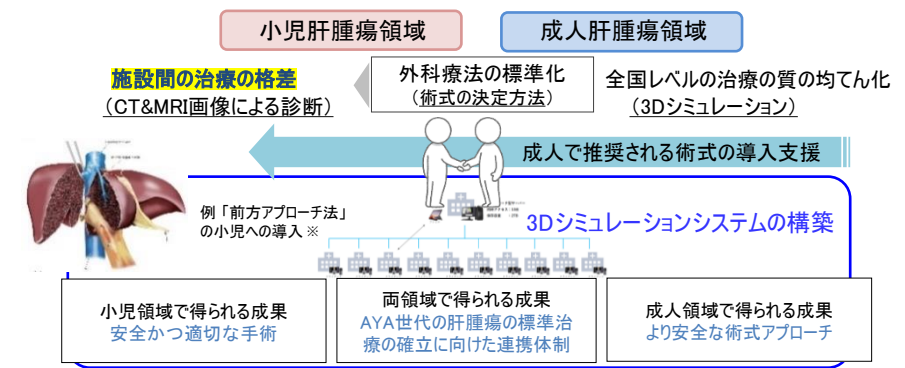 小児肝腫瘍領域
成人肝腫瘍領域
施設間の治療の格差
（CT&MRI画像による診断）
外科療法の標準化
（術式の決定方法）
全国レベルの治療の質の均てん化
（3Dシミュレーション）
成人で推奨される術式の導入支援
例 「前方アプローチ法」
の小児への導入 ※
3Dシミュレーションシステムの構築
小児領域で得られる成果
安全かつ適切な手術
両領域で得られる成果
AYA世代の肝腫瘍の標準治
療の確立に向けた連携体制
成人領域で得られる成果
より安全な術式アプローチ